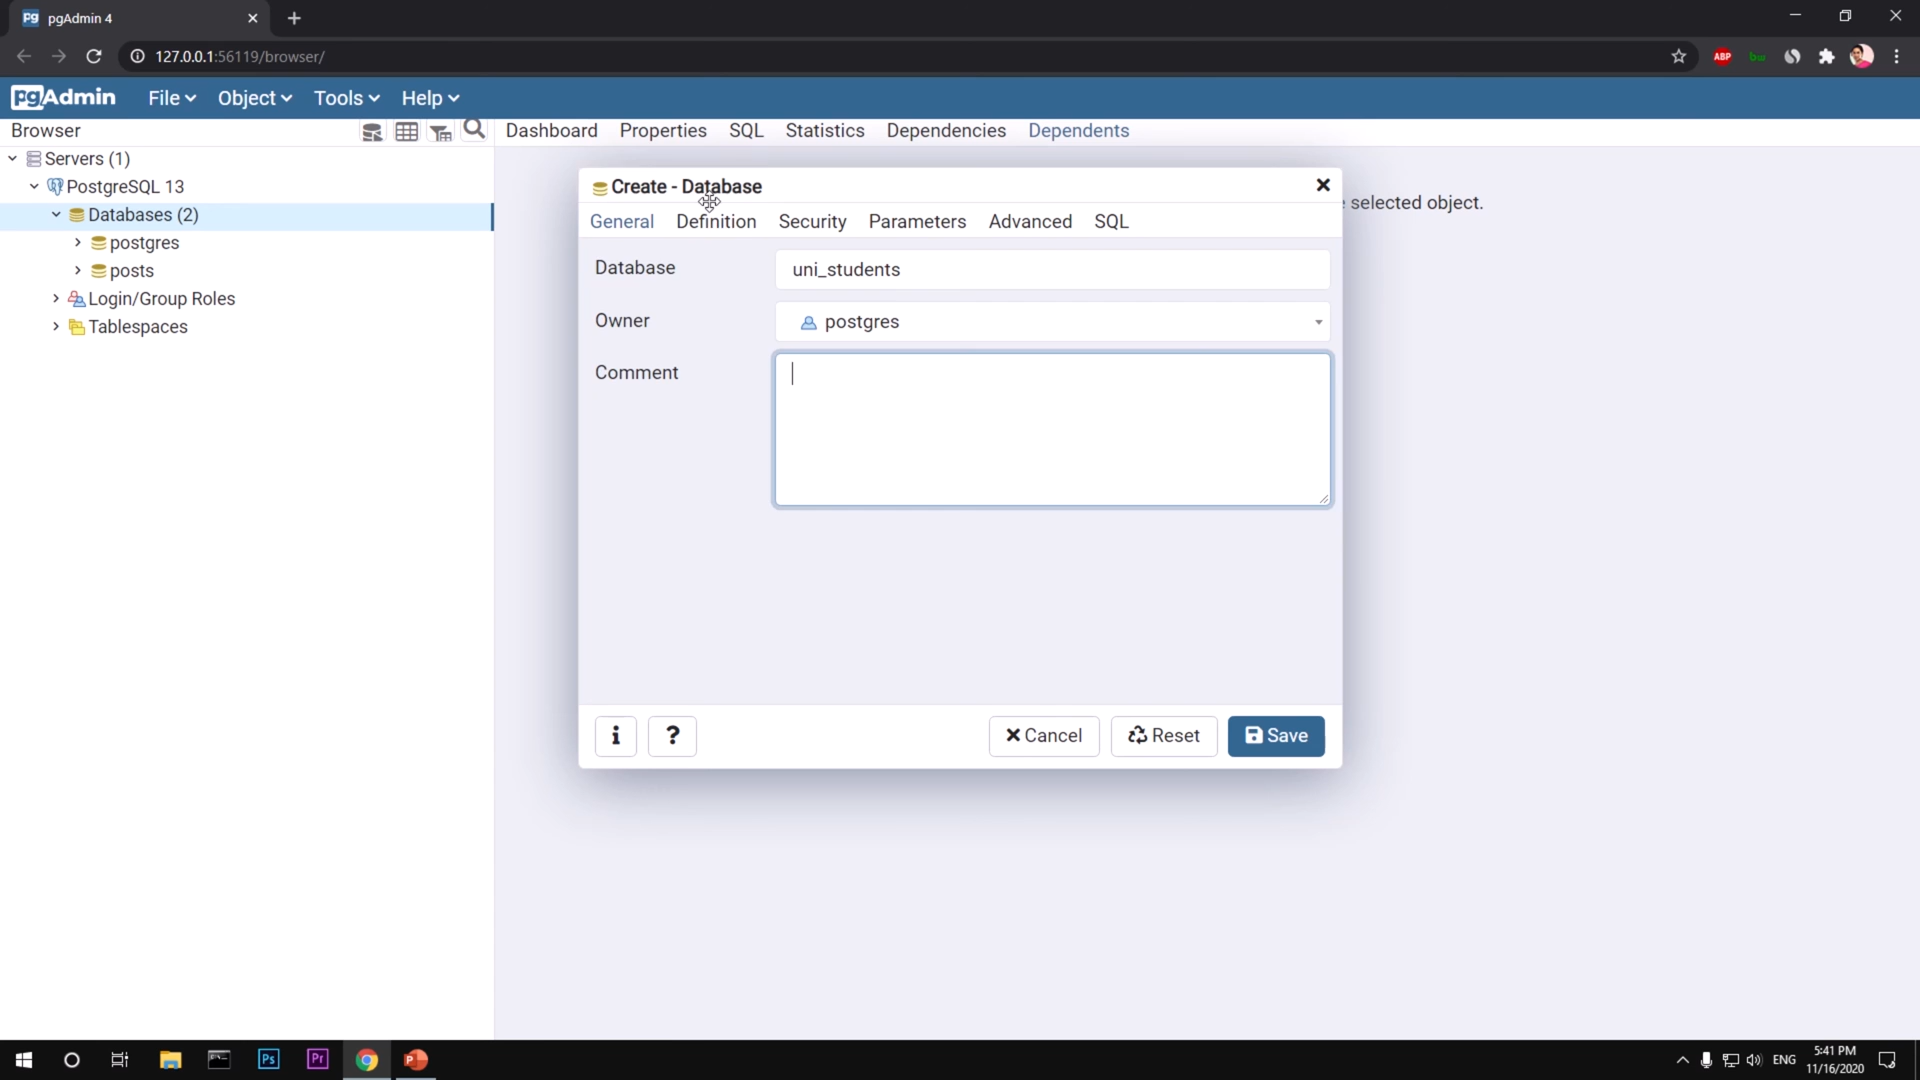 pgAdmin 4
127.0.0.1:56119/browser/
ABP
pgAdmin File Object Tools Help
Browser
Dashboard Properties SQL Statistics Dependencies Dependents
Servers (1)
PostgreSQL 13
Databases (2)
postgres
posts
Login/Group Roles
Tablespaces
selected object.
Create - Database
General Definition Security Parameters Advanced SQL
Database uni_students
Owner postgres
Comment
i ? Cancel Reset Save
Ps Pr P
ENG
5:41 PM
11/16/2020